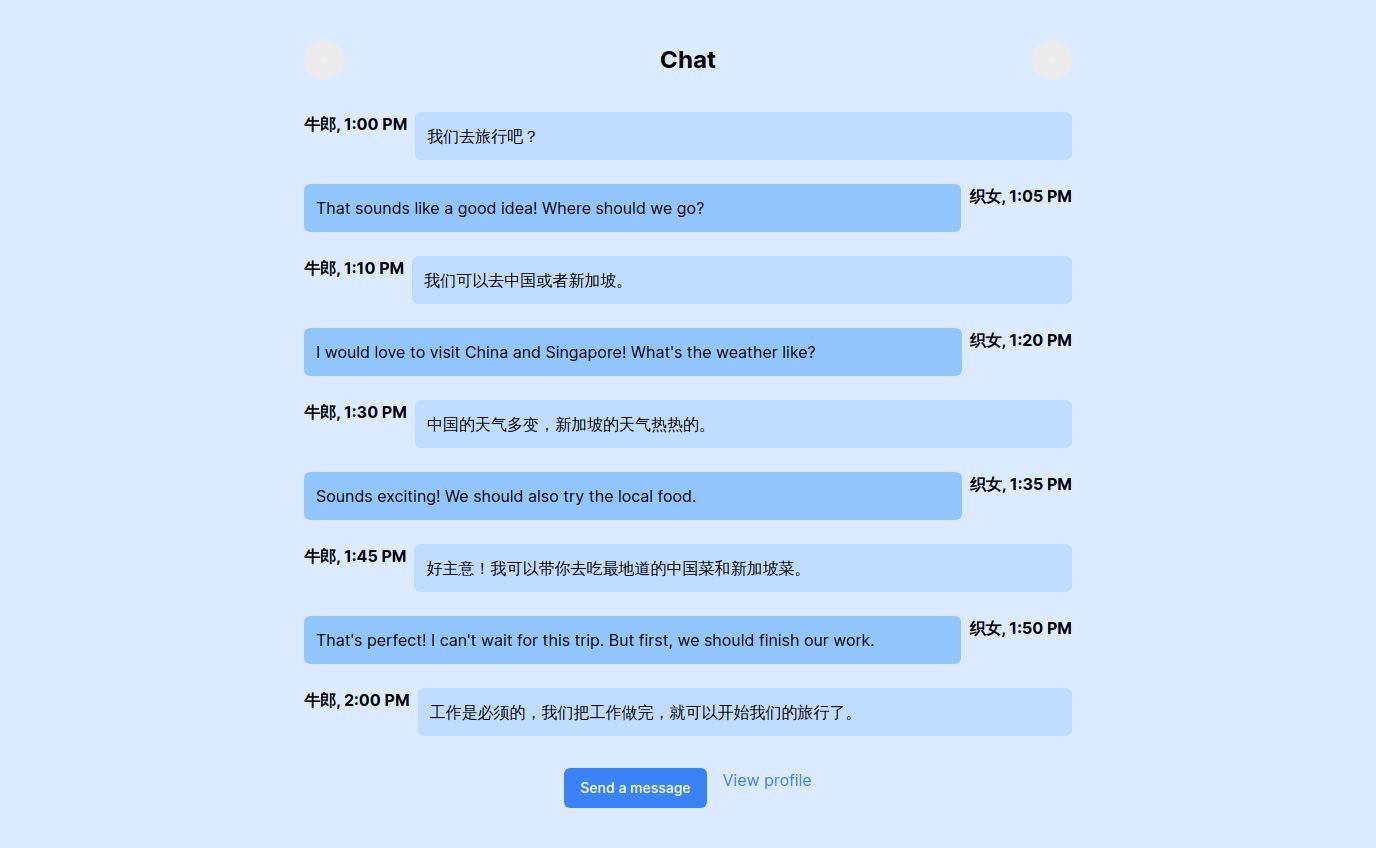 Chat
牛郎, 1:00 PM
我们去旅行吧？
That sounds like a good idea! Where should we go?
织女, 1:05 PM
牛郎, 1:10 PM
我们可以去中国或者新加坡。
I would love to visit China and Singapore! What's the weather like?
织女, 1:20 PM
牛郎, 1:30 PM
中国的天气多变，新加坡的天气热热的。
Sounds exciting! We should also try the local food.
织女, 1:35 PM
牛郎, 1:45 PM
好主意！我可以带你去吃最地道的中国菜和新加坡菜。
That's perfect! I can't wait for this trip. But first, we should finish our work.
织女, 1:50 PM
牛郎, 2:00 PM
工作是必须的，我们把工作做完，就可以开始我们的旅行了。
Send a message
View profile